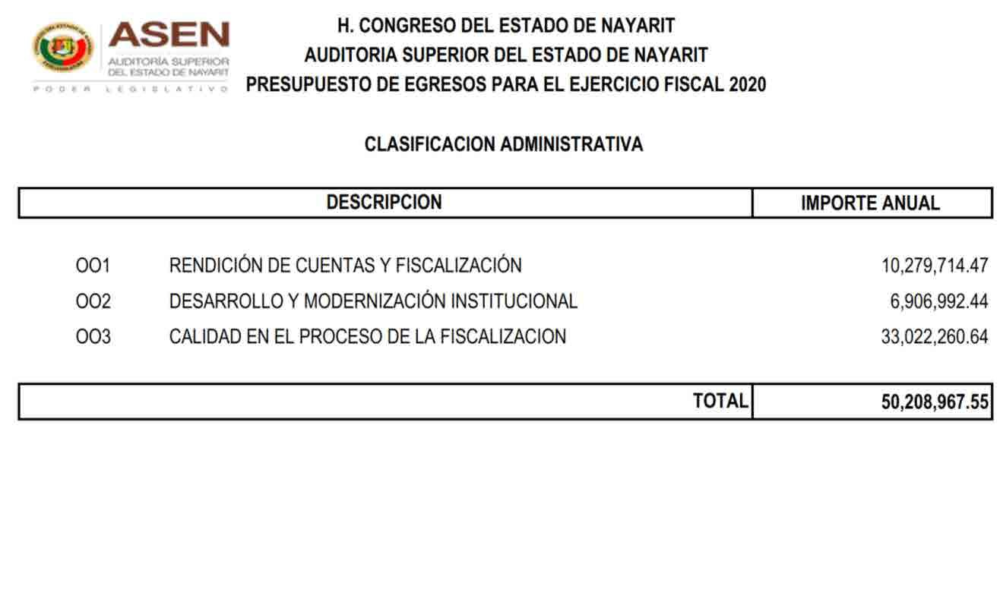 ASEN
AUDITORÍA SUPERIOR
DEL ESTADO DE NAYARIT
PODER LEGISLATIVO
H. CONGRESO DEL ESTADO DE NAYARIT
AUDITORIA SUPERIOR DEL ESTADO DE NAYARIT
PRESUPUESTO DE EGRESOS PARA EL EJERCICIO FISCAL 2020
CLASIFICACION ADMINISTRATIVA
DESCRIPCION IMPORTE ANUAL
OO1 RENDICIÓN DE CUENTAS Y FISCALIZACIÓN 10,279,714.47
OO2 DESARROLLO Y MODERNIZACIÓN INSTITUCIONAL 6,906,992.44
OO3 CALIDAD EN EL PROCESO DE LA FISCALIZACION 33,022,260.64
TOTAL 50,208,967.55